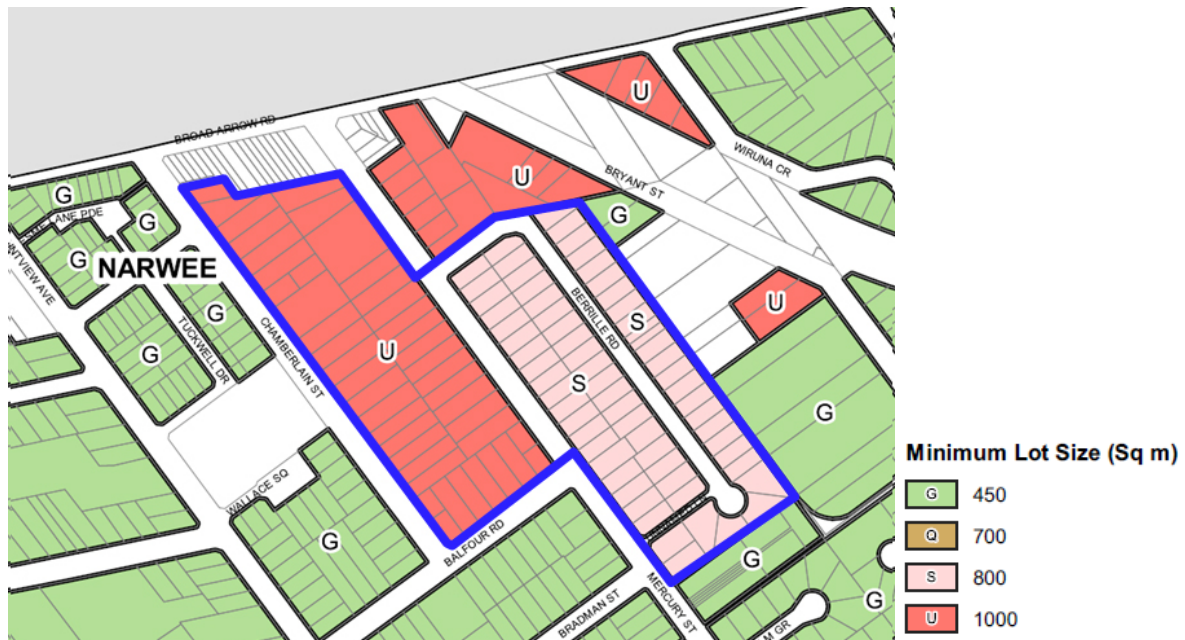 BROAD ARROW RD
U
WIRUNA CR
U
BRYANT ST
G
LANE PDE
G
G
G
NARWEE
G
U
TUCKWELL DR
CHAMBERLAIN ST
G
G
U
BERRILLE RD
S
S
G
WALLACE SQ
G
BALFOUR RD
MERCURY ST
BRADMAN ST
G
G
M GR
Minimum Lot Size (Sq m)
G 450
Q 700
S 800
U 1000